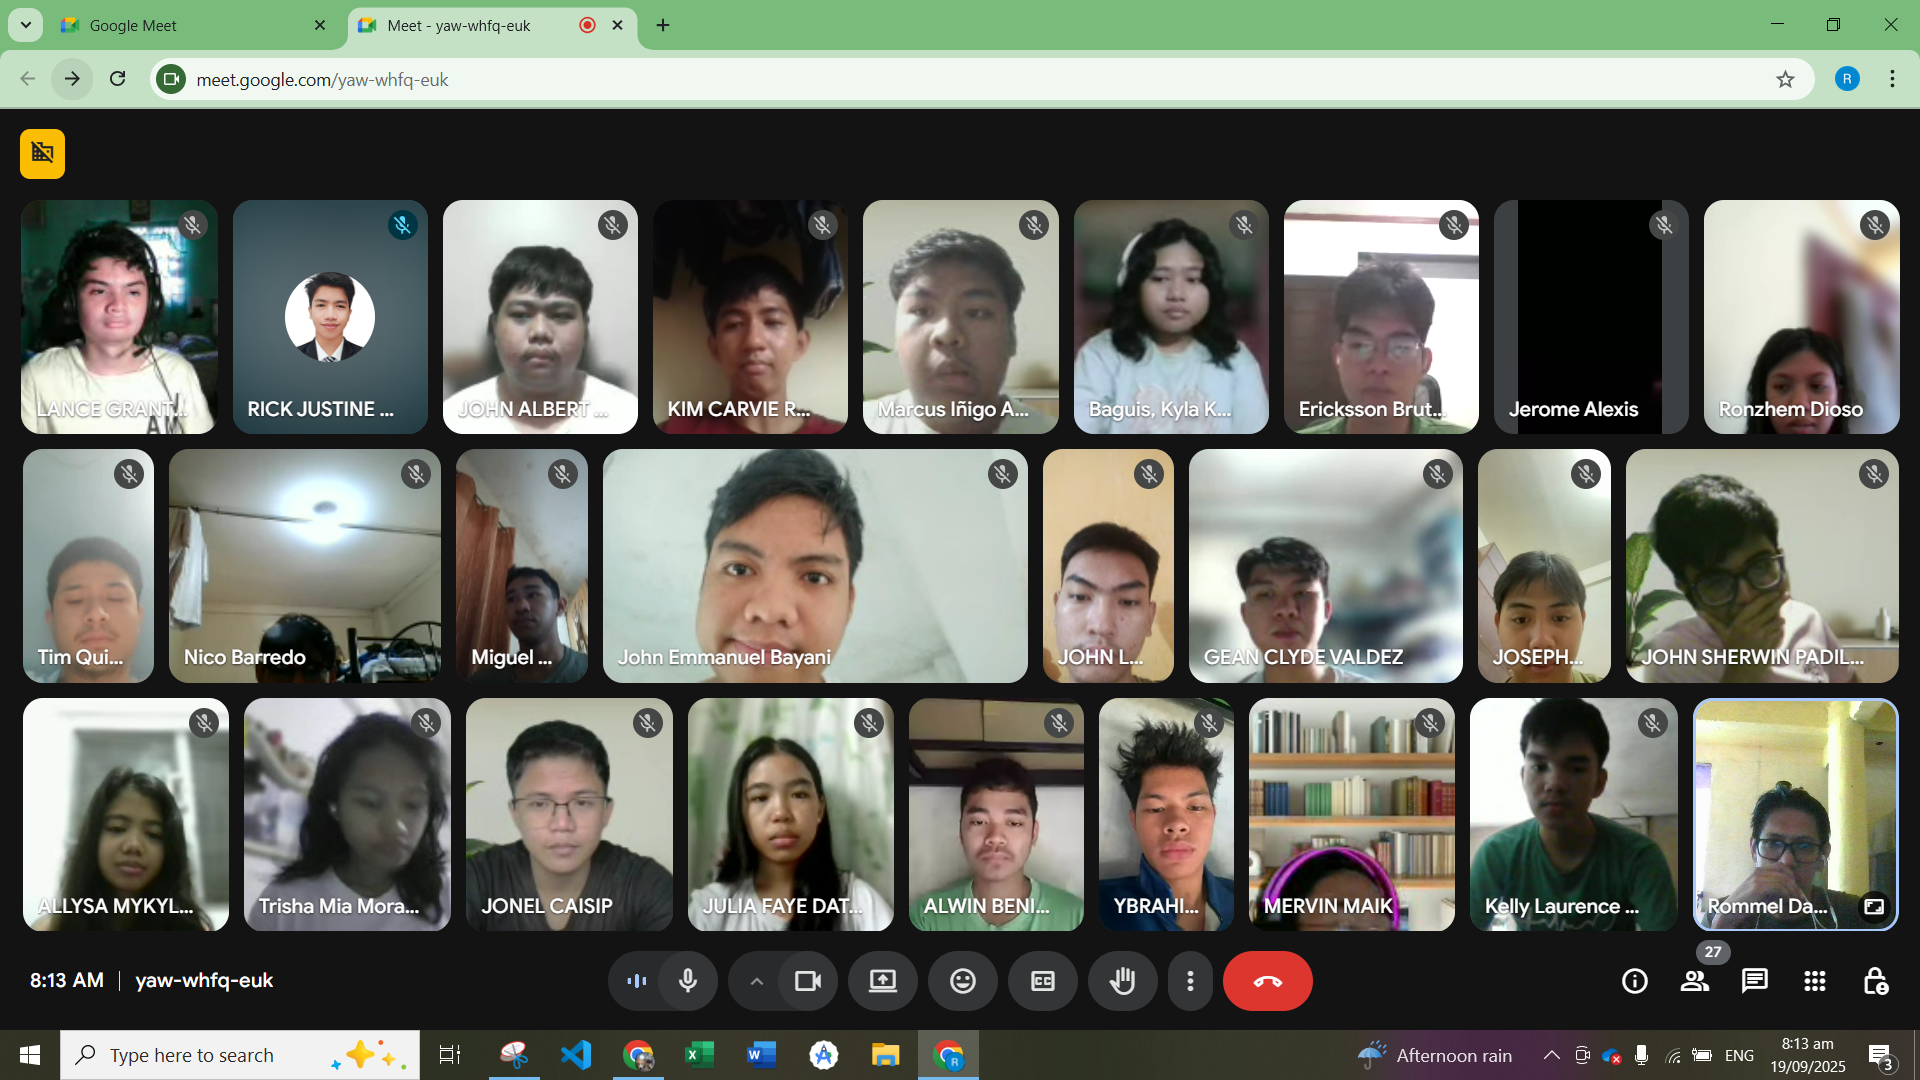 Google Meet
Meet - yaw-whfq-euk
meet.google.com/yaw-whfq-euk
R
LANCE GRANT...
RICK JUSTINE ...
JOHN ALBERT ...
KIM CARVIE R...
Marcus Iñigo A...
Baguis, Kyla K...
Ericksson Brut...
Jerome Alexis
Ronzhem Dioso
Tim Qui...
Nico Barredo
Miguel ...
John Emmanuel Bayani
JOHN L...
GEAN CLYDE VALDEZ
JOSEPH...
JOHN SHERWIN PADIL...
ALLYSA MYKYL...
Trisha Mia Mora...
JONEL CAISIP
JULIA FAYE DAT...
ALWIN BENI...
YBRAHI...
MERVIN MAIK
Kelly Laurence ...
Rommel Da...
8:13 AM
yaw-whfq-euk
CC
27
Type here to search
Afternoon rain
ENG
8:13 am
19/09/2025
3